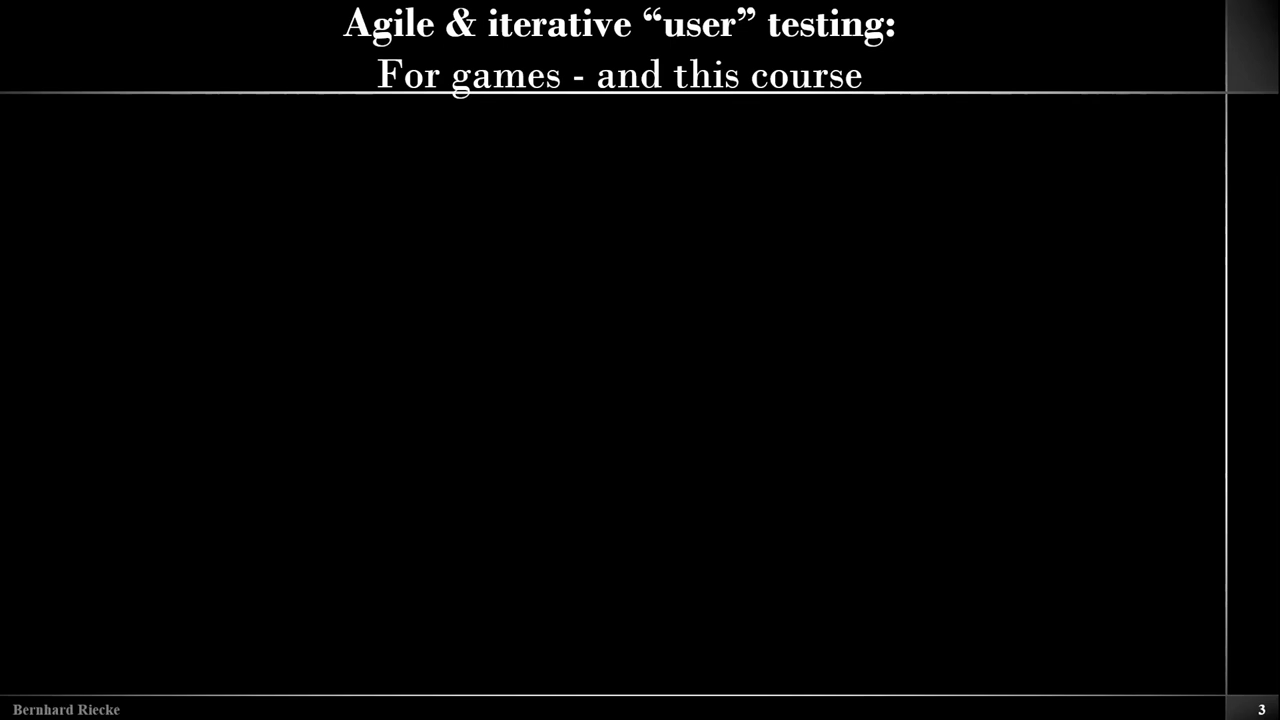 Agile & iterative “user” testing:
For games - and this course
Bernhard Riecke
3